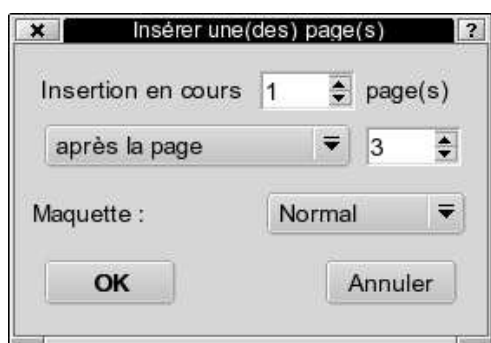 Insérer une(des) page(s) ?
Insertion en cours 1 page(s)
après la page 3
Maquette : Normal
OK Annuler